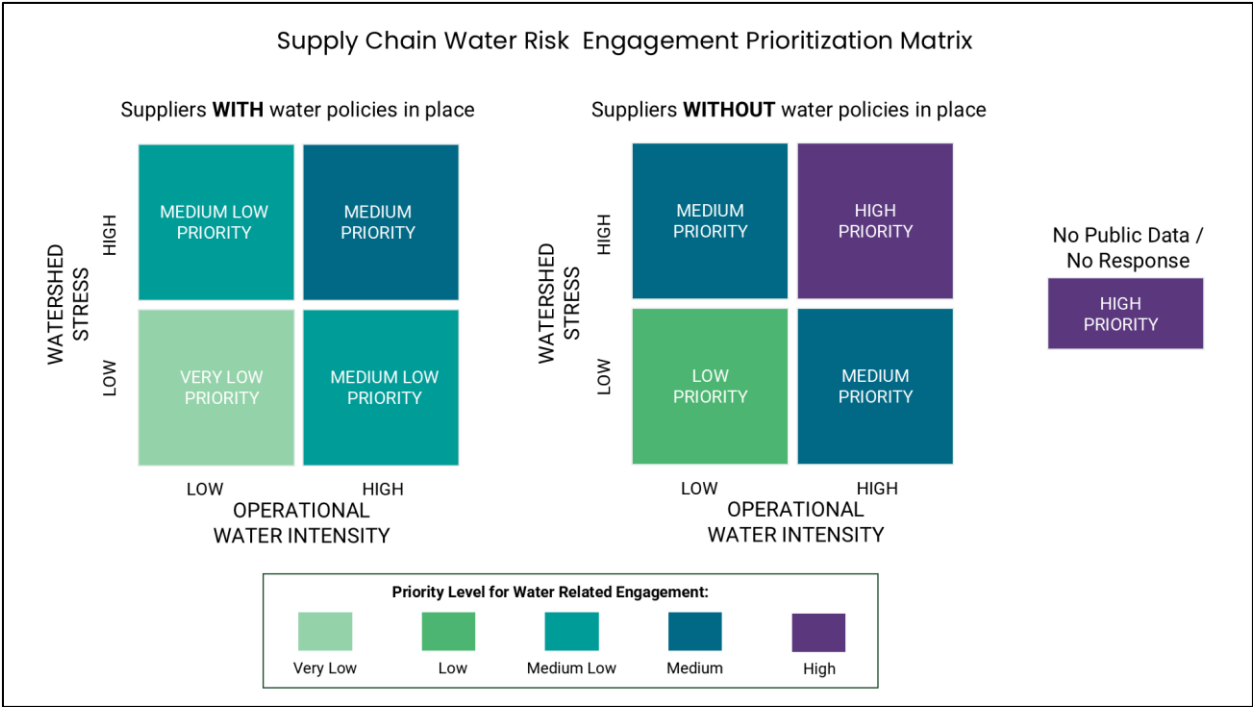 Supply Chain Water Risk Engagement Prioritization Matrix
Suppliers WITH water policies in place
WATERSHED
STRESS
HIGH
LOW
MEDIUM LOW
PRIORITY
MEDIUM
PRIORITY
VERY LOW
PRIORITY
MEDIUM LOW
PRIORITY
LOW
HIGH
OPERATIONAL
WATER INTENSITY
Suppliers WITHOUT water policies in place
WATERSHED
STRESS
HIGH
LOW
MEDIUM
PRIORITY
HIGH
PRIORITY
LOW
PRIORITY
MEDIUM
PRIORITY
LOW
HIGH
OPERATIONAL
WATER INTENSITY
No Public Data /
No Response
HIGH
PRIORITY
Priority Level for Water Related Engagement:
Very Low
Low
Medium Low
Medium
High